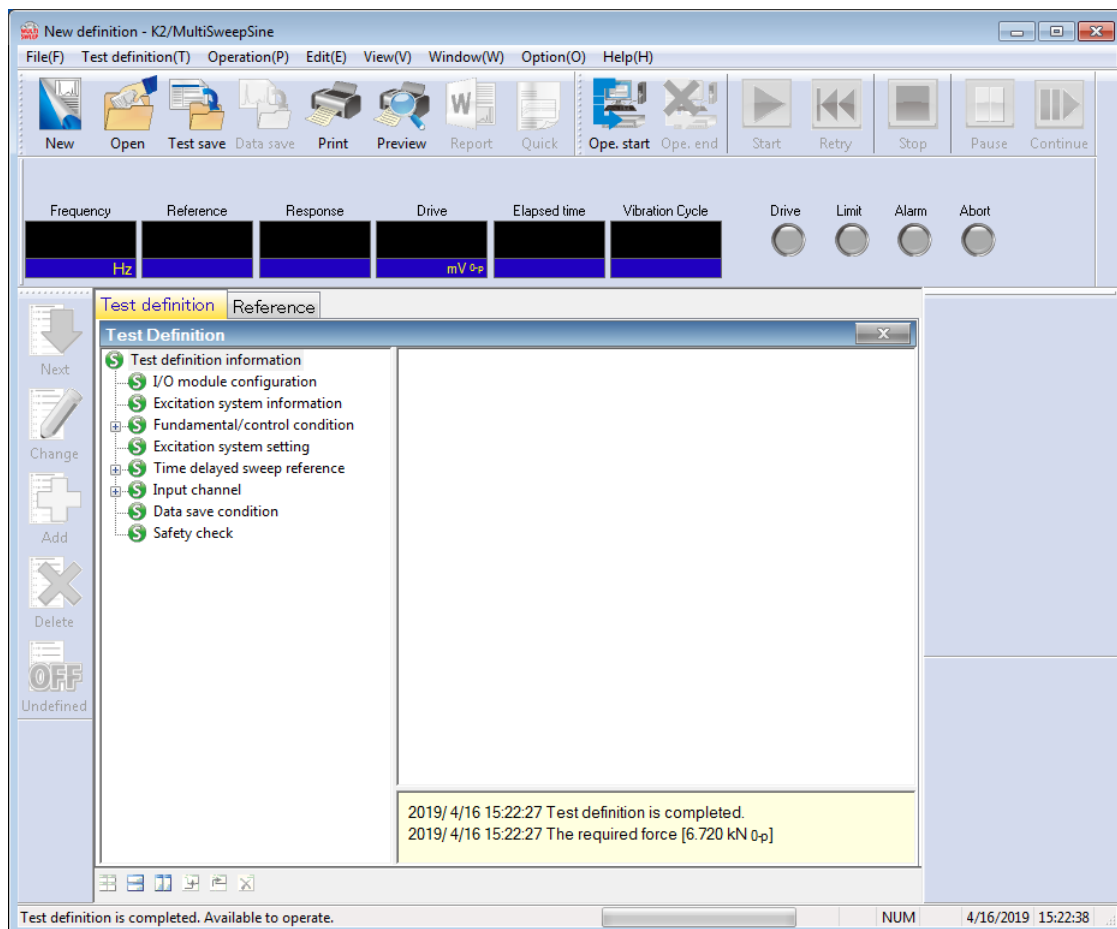 New definition - K2/MultiSweepSine
File(F) Test definition(T) Operation(P) Edit(E) View(V) Window(W) Option(O) Help(H)
New Open Test save Data save Print Preview Report Quick Ope. start Ope. end Start Retry Stop Pause Continue
Frequency Reference Response Drive Elapsed time Vibration Cycle Drive Limit Alarm Abort
Hz mV 0-p
Test definition Reference
Test Definition
Next
Change
Add
Delete
OFF
Undefined
S Test definition information
S I/O module configuration
S Excitation system information
S Fundamental/control condition
S Excitation system setting
S Time delayed sweep reference
S Input channel
S Data save condition
S Safety check
2019/ 4/16 15:22:27 Test definition is completed.
2019/ 4/16 15:22:27 The required force [6.720 kN 0-p]
Test definition is completed. Available to operate. NUM 4/16/2019 15:22:38